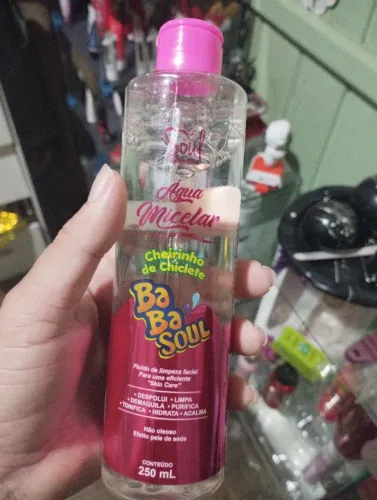 Soul
Agua
Micelar
Cheirinho
de Chiclete
BA
BA
SOUL
Fluido de limpeza facial
Para uma eficiente
"Skin Care"
• DESPOLUI • LIMPA
• DEMAQUILA • PURIFICA
• TONIFICA • HIDRATA • ACALMA
Não oleoso
Efeito pele de seda
CONTEÚDO
250 mL